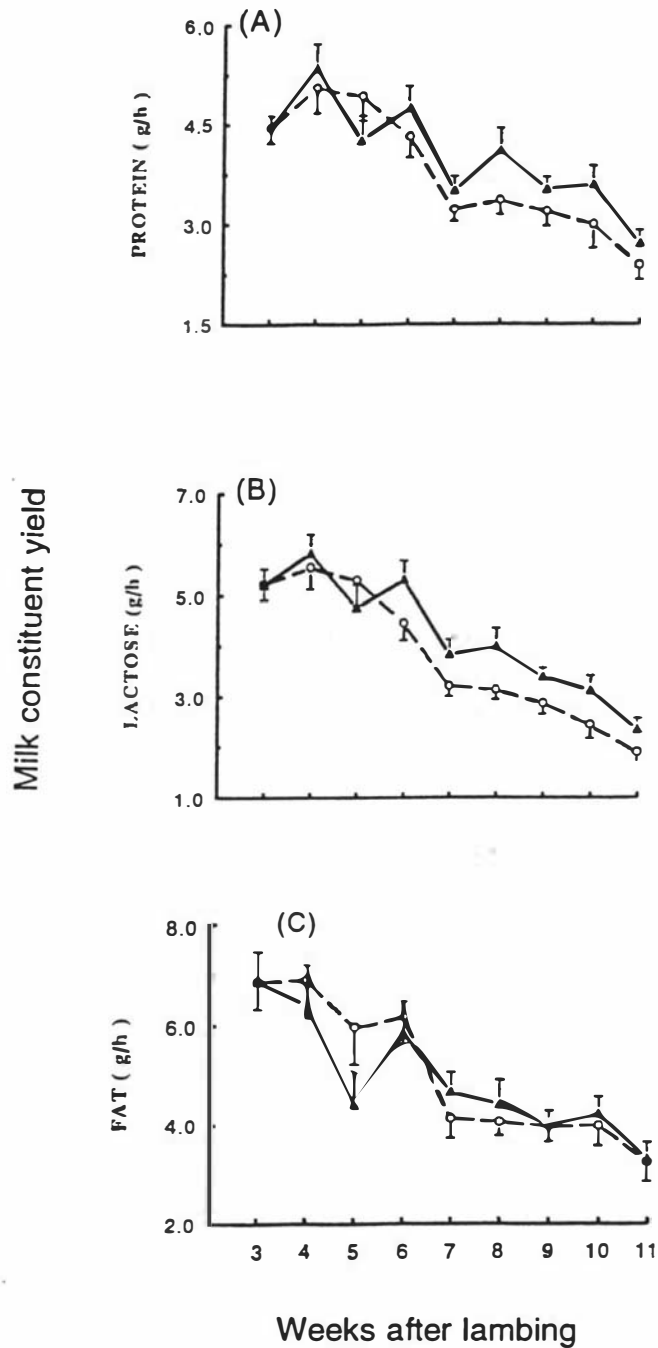 (A)
PROTEIN ( g/h )
6.0
4.5
3.0
1.5
Milk constituent yield
(B)
LACTOSE (g/h)
7.0
5.0
3.0
1.0
(C)
FAT ( g/h )
8.0
6.0
4.0
2.0
3 4 5 6 7 8 9 10 11
Weeks after lambing